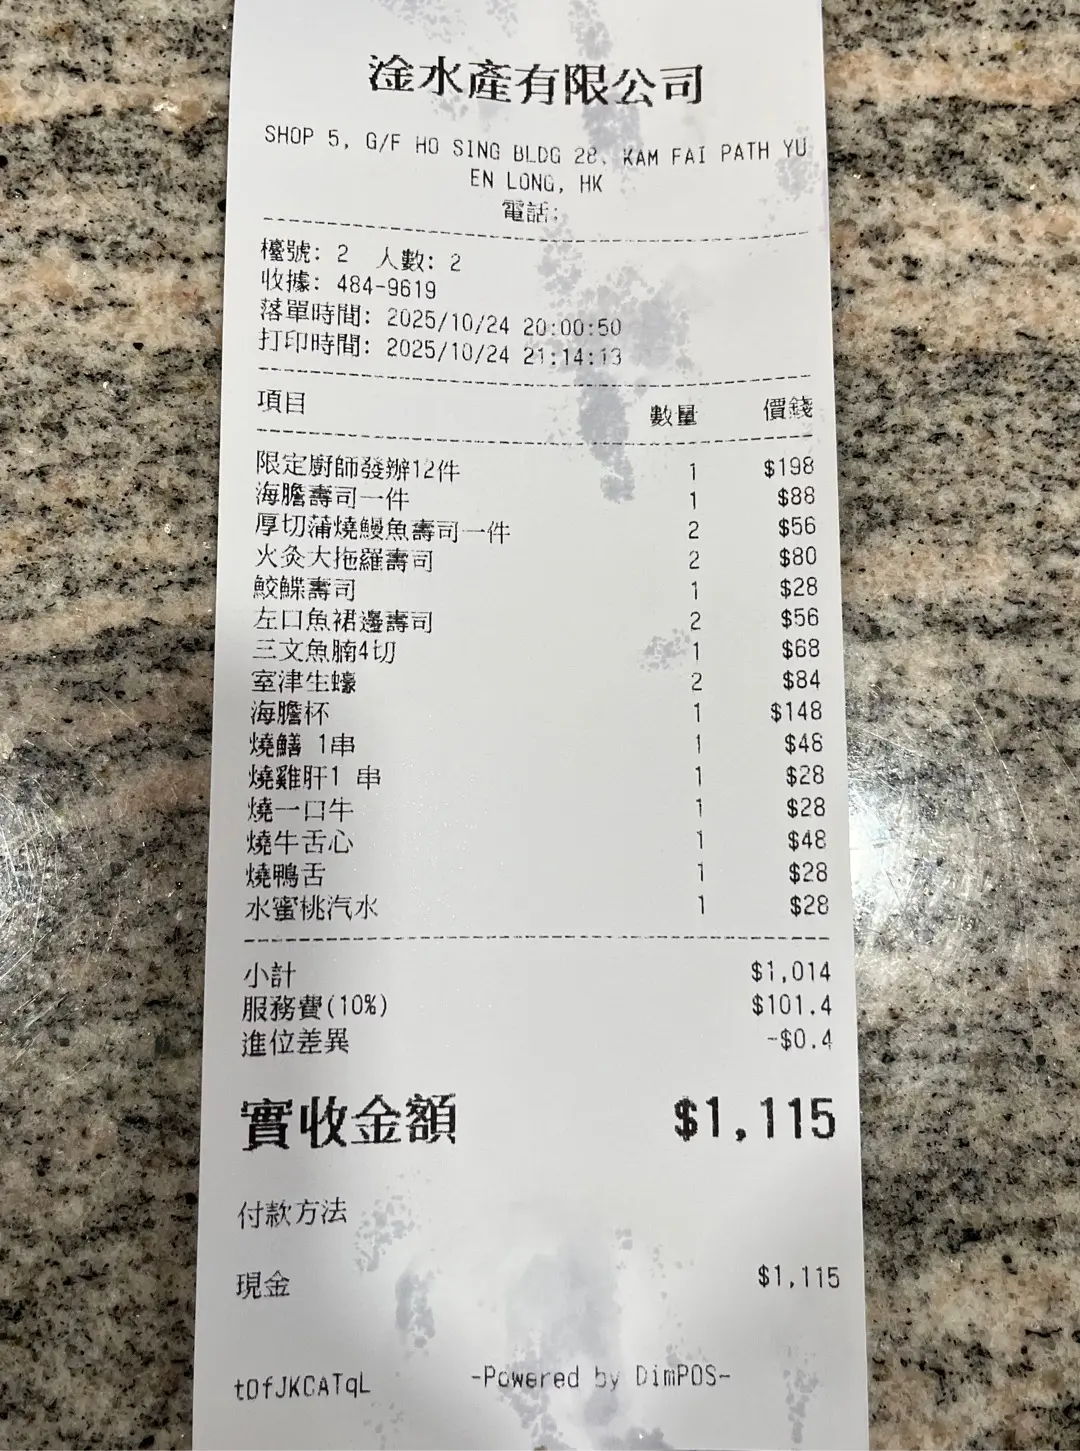 淦水產有限公司
SHOP 5, G/F HO SING BLDG 28, KAM FAI PATH YU
EN LONG, HK
電話:
檯號: 2 人數: 2
收據: 484-9619
落單時間: 2025/10/24 20:00:50
打印時間: 2025/10/24 21:14:13
項目 數量 價錢
限定廚師發辦12件 1 $198
海膽壽司一件 1 $88
厚切蒲燒鰻魚壽司一件 2 $56
火灸大拖羅壽司 2 $80
鮫鰈壽司 1 $28
左口魚裙邊壽司 2 $56
三文魚腩4切 1 $68
室津生蠔 2 $84
海膽杯 1 $148
燒鱔 1串 1 $48
燒雞肝1 串 1 $28
燒一口牛 1 $28
燒牛舌心 1 $48
燒鴨舌 1 $28
水蜜桃汽水 1 $28
小計 $1,014
服務費(10%) $101.4
進位差異 -$0.4
實收金額 $1,115
付款方法
現金 $1,115
tOfJKCATqL -Powered by DimPOS-